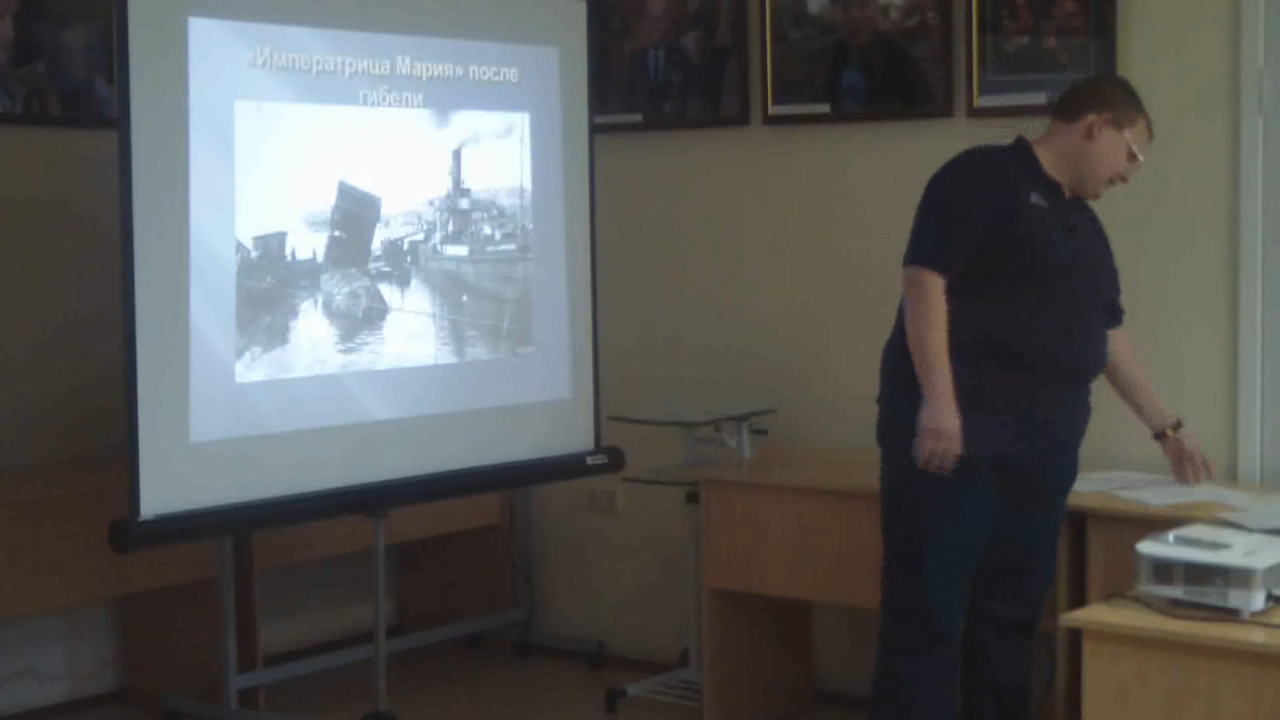 «Императрица Мария» после
гибели